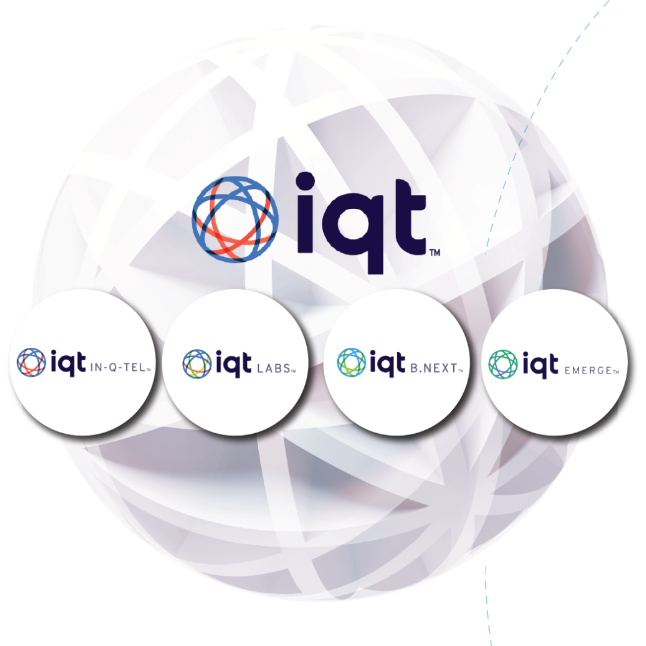 iqt™
iqt IN-Q-TEL™
iqt LABS™
iqt B.NEXT™
iqt EMERGE™